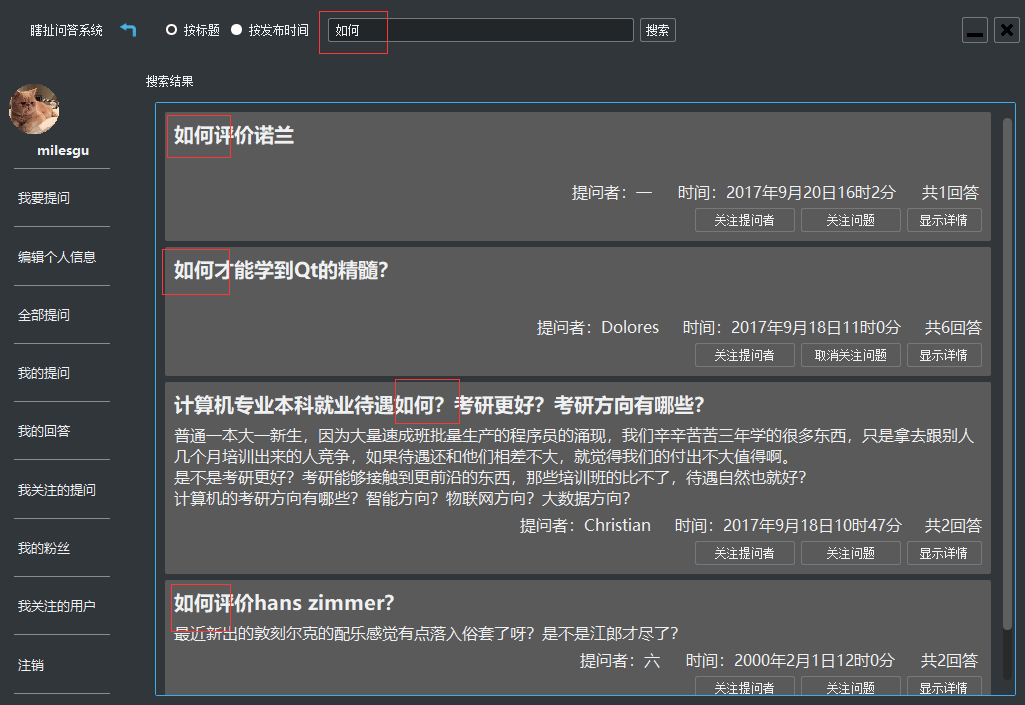 瞎扯问答系统 按标题 按发布时间 如何 搜索
搜索结果
milesgu
我要提问
编辑个人信息
全部提问
我的提问
我的回答
我关注的提问
我的粉丝
我关注的用户
注销
如何评价诺兰
提问者：一 时间：2017年9月20日16时2分 共1回答
关注提问者 关注问题 显示详情
如何才能学到Qt的精髓？
提问者：Dolores 时间：2017年9月18日11时0分 共6回答
关注提问者 取消关注问题 显示详情
计算机专业本科就业待遇如何？考研更好？考研方向有哪些？
普通一本大一新生，因为大量速成班批量生产的程序员的涌现，我们辛辛苦苦三年学的很多东西，只是拿去跟别人
几个月培训出来的人竞争，如果待遇还和他们相差不大，就觉得我们的付出不大值得啊。
是不是考研更好？考研能够接触到更前沿的东西，那些培训班的比不了，待遇自然也就好？
计算机的考研方向有哪些？智能方向？物联网方向？大数据方向？
提问者：Christian 时间：2017年9月18日10时47分 共2回答
关注提问者 关注问题 显示详情
如何评价hans zimmer？
最近新出的敦刻尔克的配乐感觉有点落入俗套了呀？是不是江郎才尽了？
提问者：六 时间：2000年2月1日12时0分 共2回答
关注提问者 关注问题 显示详情